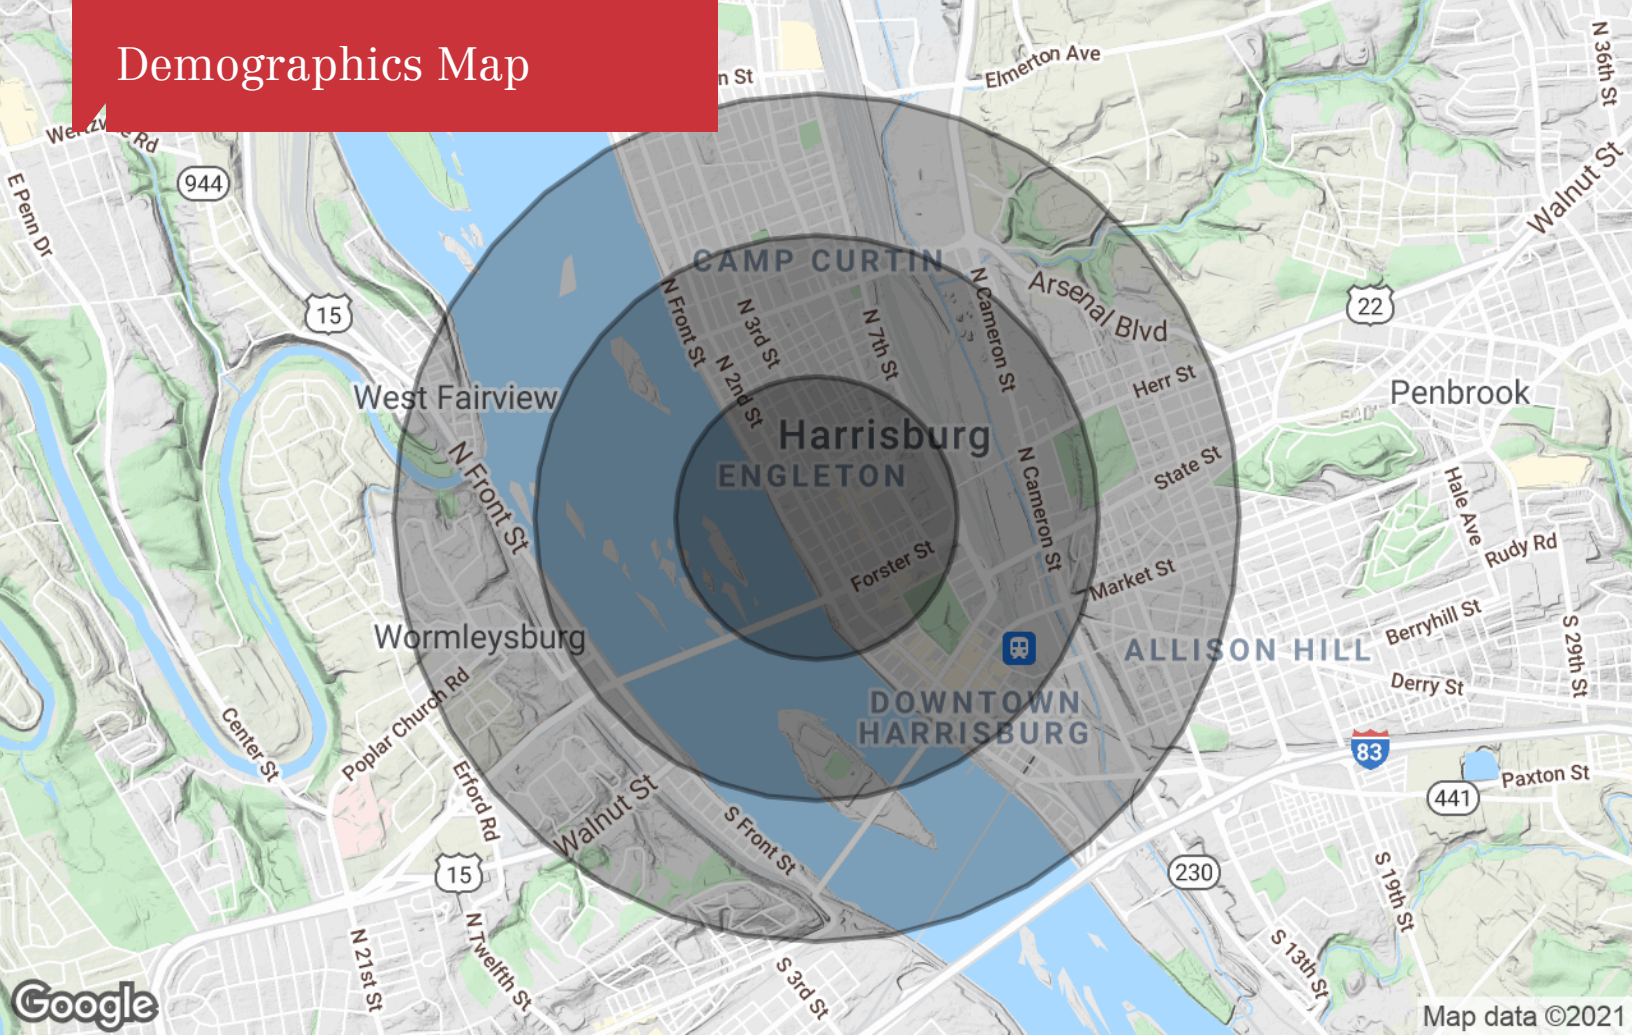 Demographics Map
n St
Elmerton Ave
N 36th St
Rd
944
E Penn Dr
Walnut St
CAMP CURTIN
N Front St
N 3rd St
N 7th St
N Cameron St
Arsenal Blvd
22
15
N 2nd St
Herr St
West Fairview
Penbrook
Harrisburg
ENGLETON
N Front St
N Cameron St
State St
Hale Ave
Rudy Rd
Forster St
Market St
Berryhill St
Wormleysburg
ALLISON HILL
S 29th St
Derry St
Poplar Church Rd
Center St
DOWNTOWN
HARRISBURG
83
Paxton St
441
Erford Rd
Walnut St
S Front St
15
230
S 19th St
N 21st St
N Twelfth St
S 3rd St
S 13th St
Google
Map data ©2021